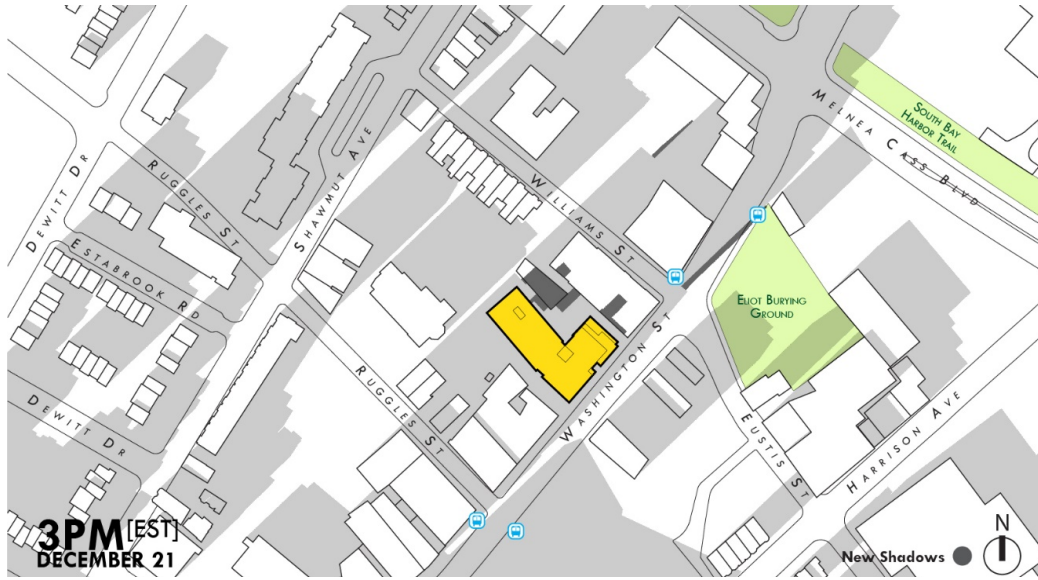 MELNEA CASS BLVD
SOUTH BAY
HARBOR TRAIL
DEWITT DR
RUGGLES ST
SHAWMUT AVE
WILLIAMS ST
ESTABROOK RD
ELIOT BURYING
GROUND
WASHINGTON ST
RUGGLES ST
DEWITT DR
EUSTIS ST
HARRISON AVE
3PM [EST]
DECEMBER 21
New Shadows
N